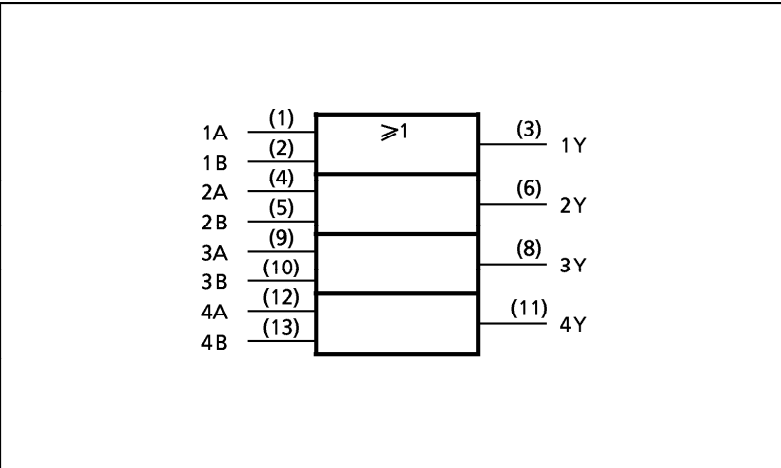 1A (1) ⩾1 (3) 1Y
1B (2)
2A (4) (6) 2Y
2B (5)
3A (9) (8) 3Y
3B (10)
4A (12) (11) 4Y
4B (13)